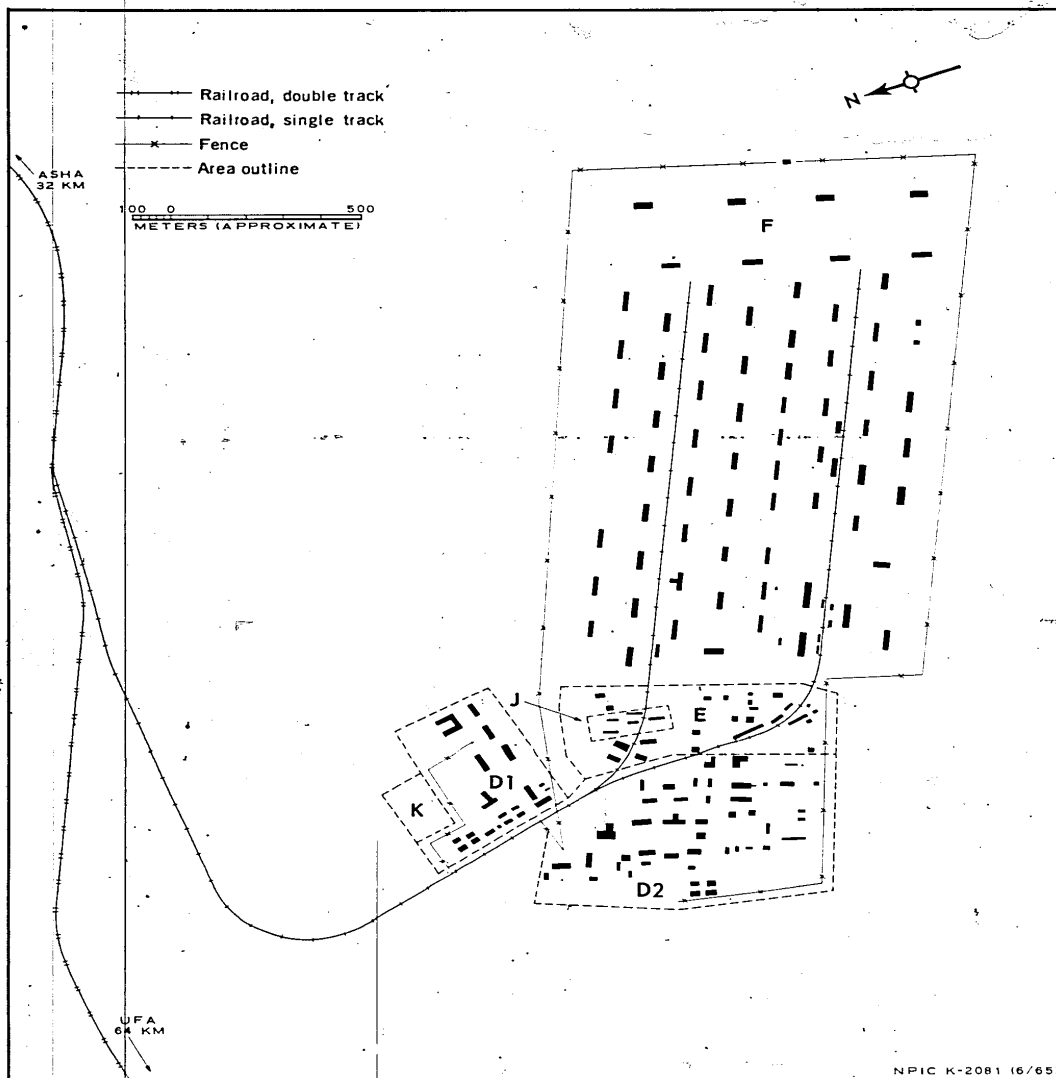 Railroad, double track
Railroad, single track
Fence
Area outline
100 0 500
METERS (APPROXIMATE)
N
ASHA
32 KM
F
J
E
D1
K
D2
UFA
64 KM
NPIC K-2081 (6/65